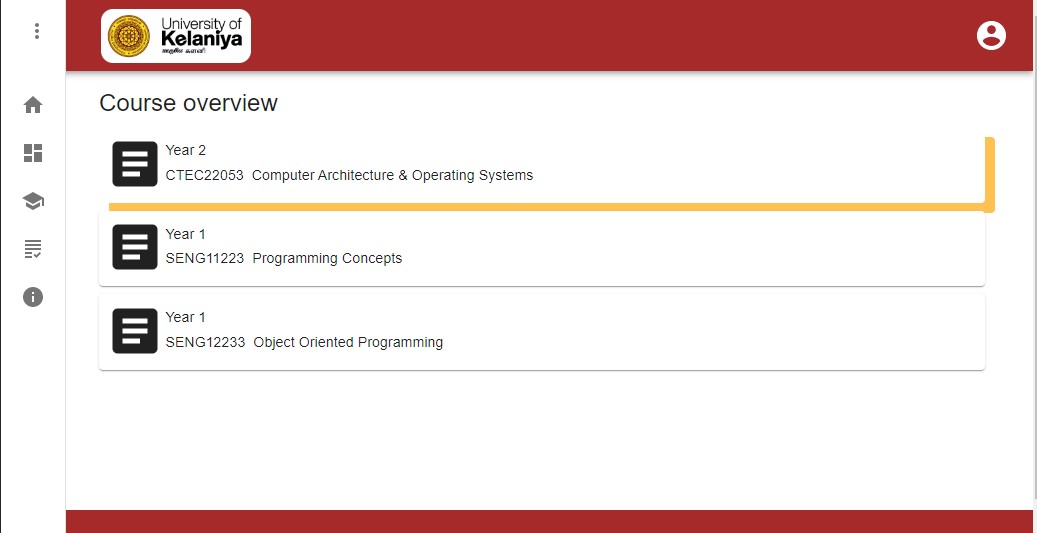 University of
Kelaniya
Course overview
Year 2
CTEC22053 Computer Architecture & Operating Systems
Year 1
SENG11223 Programming Concepts
Year 1
SENG12233 Object Oriented Programming